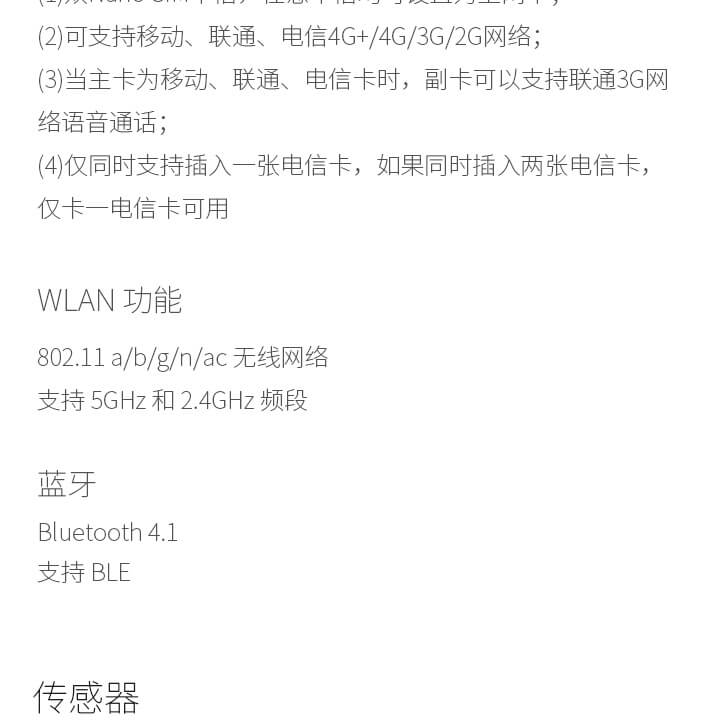 (2)可支持移动、联通、电信4G+/4G/3G/2G网络；
(3)当主卡为移动、联通、电信卡时，副卡可以支持联通3G网
络语音通话；
(4)仅同时支持插入一张电信卡，如果同时插入两张电信卡，
仅卡一电信卡可用
WLAN 功能
802.11 a/b/g/n/ac 无线网络
支持 5GHz 和 2.4GHz 频段
蓝牙
Bluetooth 4.1
支持 BLE
传感器